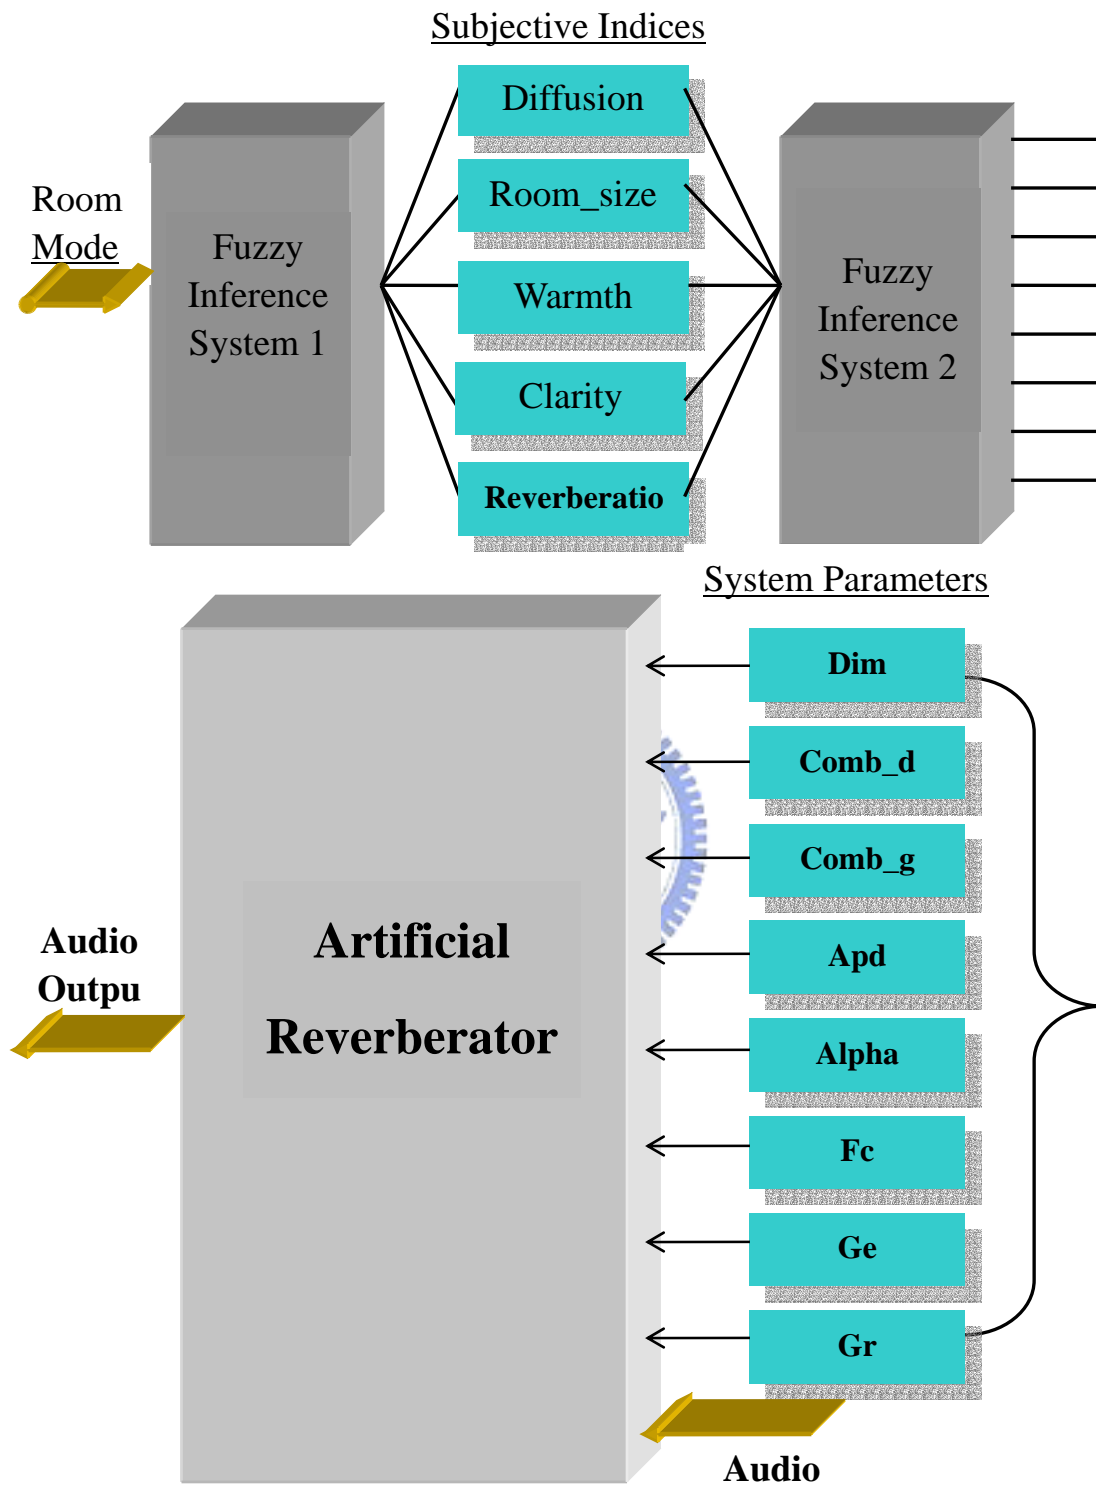 Subjective Indices
Diffusion
Room_size
Warmth
Clarity
Reverberatio
Room
Mode
Fuzzy
Inference
System 1
Fuzzy
Inference
System 2
System Parameters
Dim
Comb_d
Comb_g
Apd
Alpha
Fc
Ge
Gr
Artificial
Reverberator
Audio
Outpu
Audio